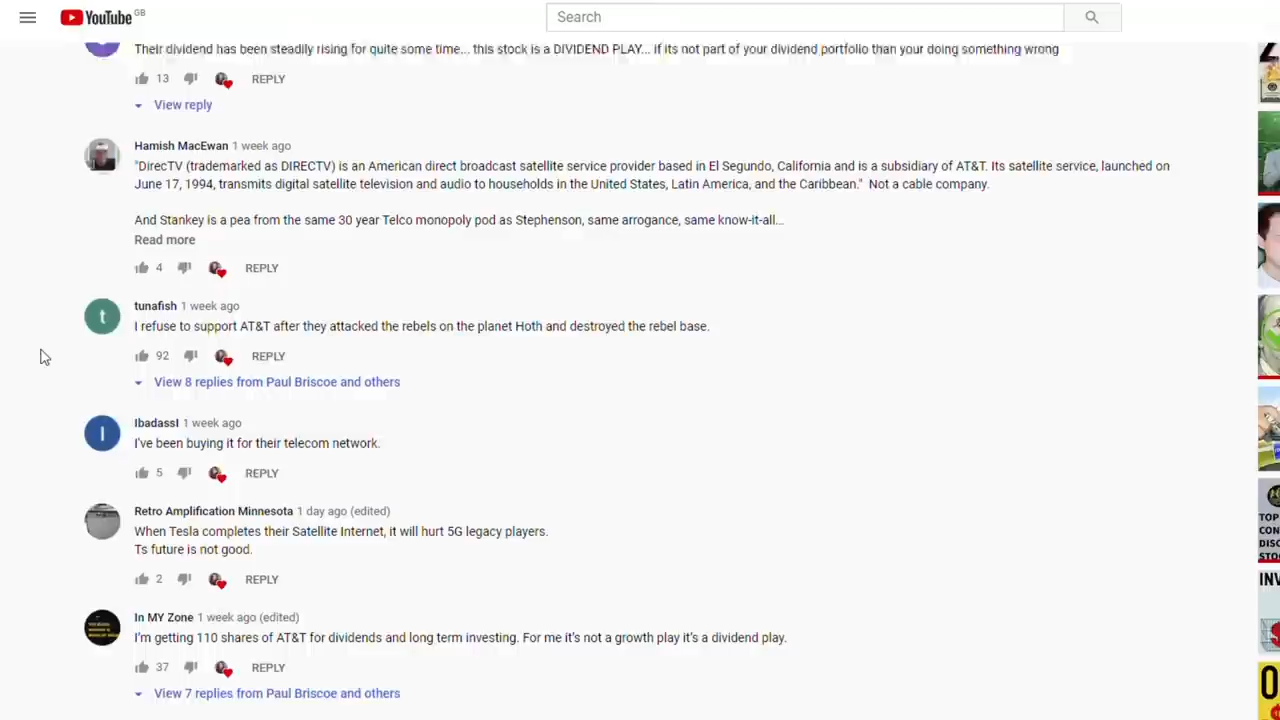 YouTube GB
Search
Their dividend has been steadily rising for quite some time... this stock is a DIVIDEND PLAY... if its not part of your dividend portfolio than your doing something wrong
13 REPLY
View reply
Hamish MacEwan 1 week ago
"DirecTV (trademarked as DIRECTV) is an American direct broadcast satellite service provider based in El Segundo, California and is a subsidiary of AT&T. Its satellite service, launched on
June 17, 1994, transmits digital satellite television and audio to households in the United States, Latin America, and the Caribbean." Not a cable company.
And Stankey is a pea from the same 30 year Telco monopoly pod as Stephenson, same arrogance, same know-it-all...
Read more
4 REPLY
t
tunafish 1 week ago
I refuse to support AT&T after they attacked the rebels on the planet Hoth and destroyed the rebel base.
92 REPLY
View 8 replies from Paul Briscoe and others
I
IbadassI 1 week ago
I've been buying it for their telecom network.
5 REPLY
Retro Amplification Minnesota 1 day ago (edited)
When Tesla completes their Satellite Internet, it will hurt 5G legacy players.
Ts future is not good.
2 REPLY
In MY Zone 1 week ago (edited)
I'm getting 110 shares of AT&T for dividends and long term investing. For me it's not a growth play it's a dividend play.
37 REPLY
View 7 replies from Paul Briscoe and others
TOP
CON
DISC
STO
INV